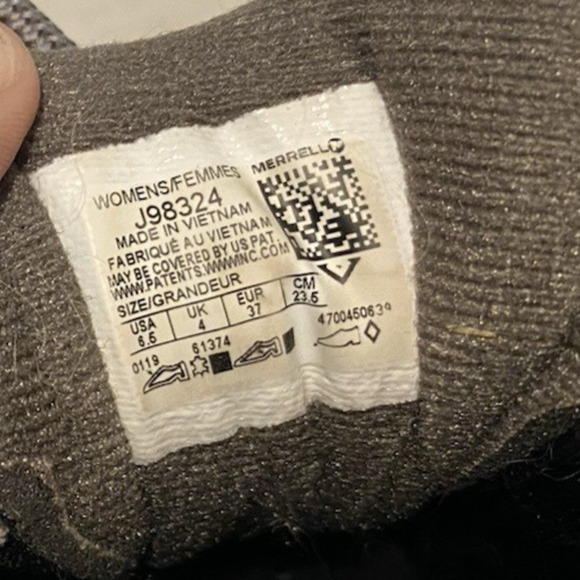 WOMENS/FEMMES MERRELL
J98324
MADE IN VIETNAM
FABRIQUÉ AU VIETNAM
MAY BE COVERED BY US PAT.
WWW.PATENTS.WWWINC.COM
SIZE/GRANDEUR
USA UK EUR CM
6.5 4 37 23.5
0119 61374 4700450639